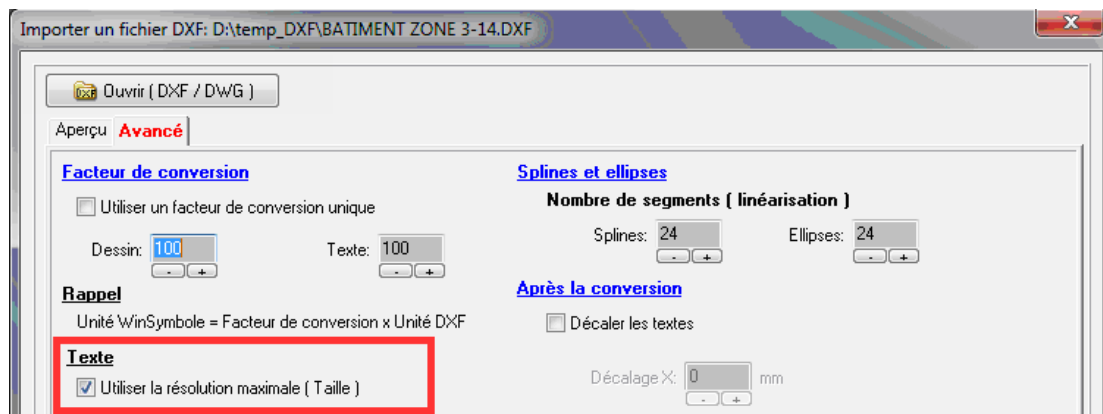 Importer un fichier DXF: D:\temp_DXF\BATIMENT ZONE 3-14.DXF
Ouvrir ( DXF / DWG )
Aperçu Avancé
Facteur de conversion
Utiliser un facteur de conversion unique
Dessin: 100 Texte: 100
- + - +
Rappel
Unité WinSymbole = Facteur de conversion x Unité DXF
Texte
Utiliser la résolution maximale ( Taille )
Splines et ellipses
Nombre de segments ( linéarisation )
Splines: 24 Ellipses: 24
- + - +
Après la conversion
Décaler les textes
Décalage X: 0 mm
- +